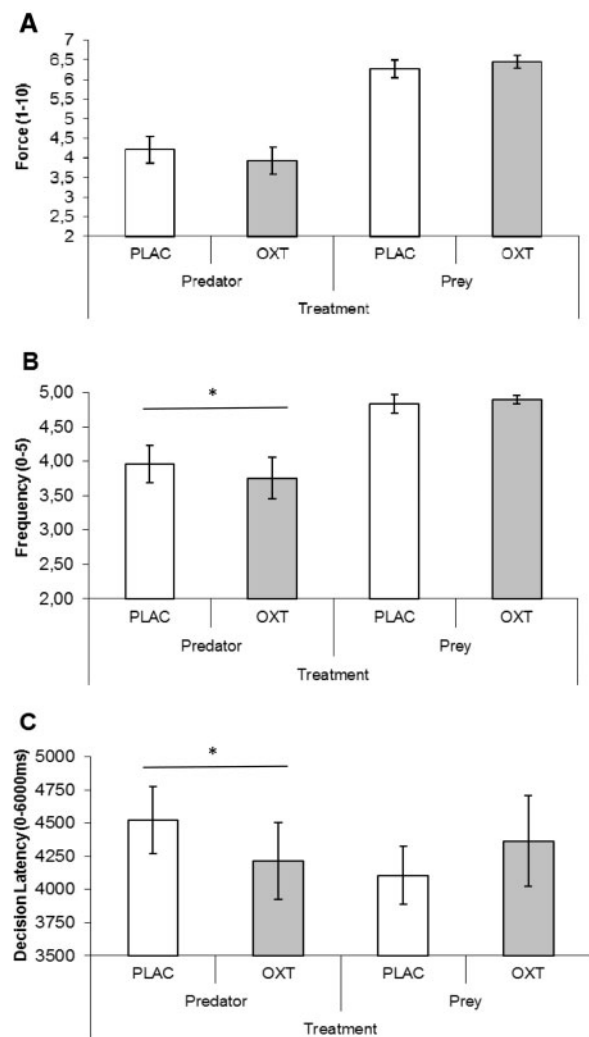 A
Force (1-10)
7
6,5
6
5,5
5
4,5
4
3,5
3
2,5
2
PLAC OXT PLAC OXT
Predator Prey
Treatment
B
Frequency (0-5)
*
5,00
4,50
4,00
3,50
3,00
2,50
2,00
PLAC OXT PLAC OXT
Predator Prey
Treatment
C
Decision Latency (0-6000ms)
*
5000
4750
4500
4250
4000
3750
3500
PLAC OXT PLAC OXT
Predator Prey
Treatment